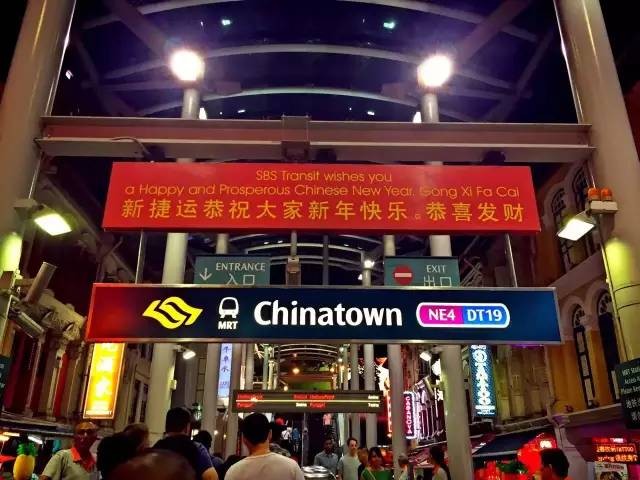 SBS Transit wishes you
a Happy and Prosperous Chinese New Year. Gong Xi Fa Cai
新捷运恭祝大家新年快乐。恭喜发财
ENTRANCE
入口
EXIT
出口
MRT
Chinatown
NE4 DT19
TATTOO